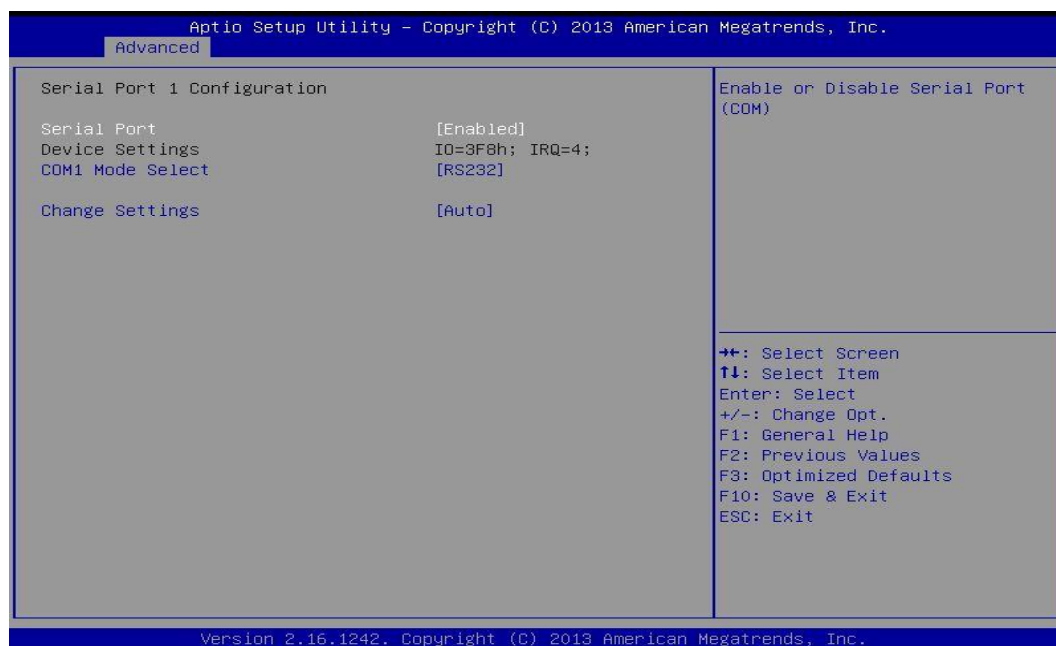 Aptio Setup Utility – Copyright (C) 2013 American Megatrends, Inc.
Advanced
Serial Port 1 Configuration
Serial Port [Enabled]
Device Settings IO=3F8h; IRQ=4;
COM1 Mode Select [RS232]
Change Settings [Auto]
Enable or Disable Serial Port
(COM)
→←: Select Screen
↑↓: Select Item
Enter: Select
+/-: Change Opt.
F1: General Help
F2: Previous Values
F3: Optimized Defaults
F10: Save & Exit
ESC: Exit
Version 2.16.1242. Copyright (C) 2013 American Megatrends, Inc.